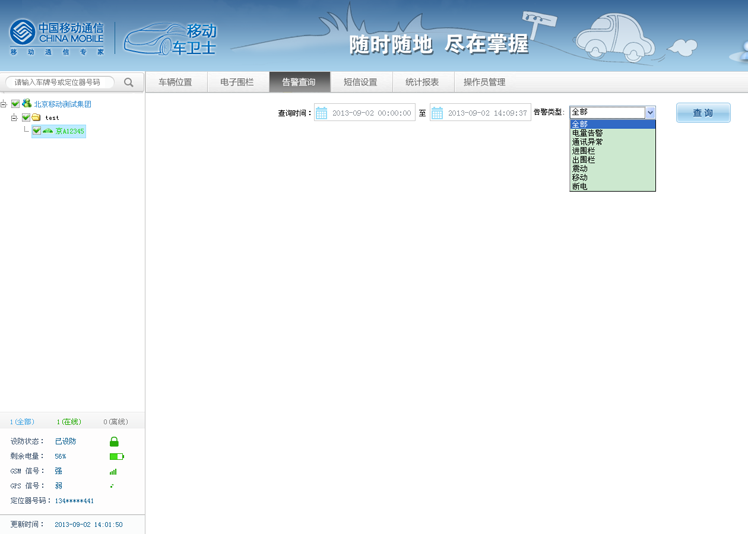 中国移动通信
CHINA MOBILE
移动通信专家
移动
车卫士
随时随地 尽在掌握
请输入车牌号或定位器号码
车辆位置 电子围栏 告警查询 短信设置 统计报表 操作员管理
北京移动测试集团
test
京A12345
查询时间： 2013-09-02 00:00:00 至 2013-09-02 14:09:37 告警类型: 全部 查 询
全部
电量告警
通讯异常
进围栏
出围栏
震动
移动
断电
1(全部) 1(在线) 0(离线)
设防状态： 已设防
剩余电量： 56%
GSM 信号： 强
GPS 信号： 弱
定位器号码：134*****441
更新时间： 2013-09-02 14:01:50